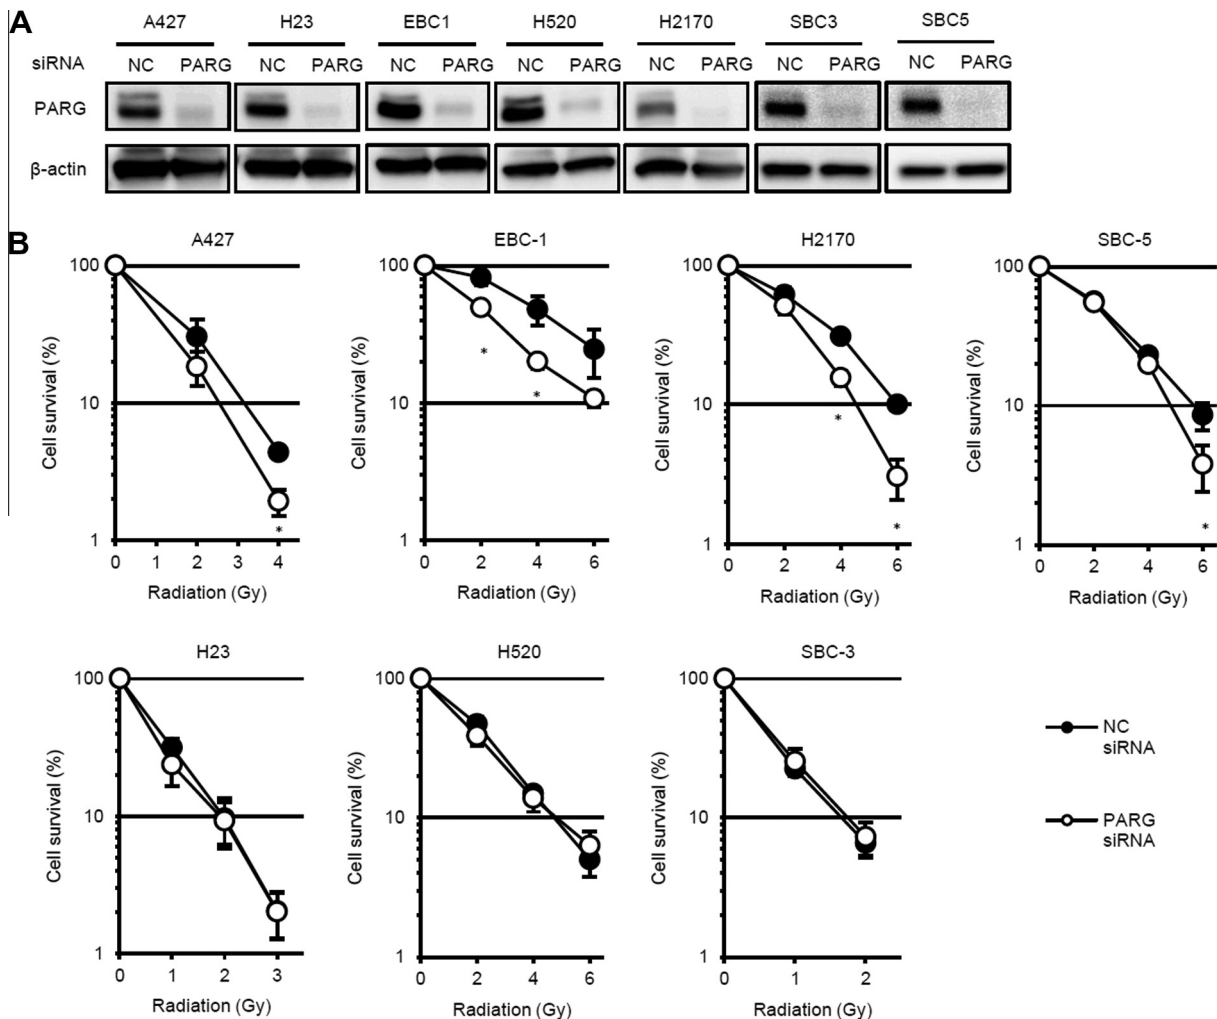 A
A427 H23 EBC1 H520 H2170 SBC3 SBC5
siRNA NC PARG NC PARG NC PARG NC PARG NC PARG NC PARG NC PARG
PARG
β-actin
B
A427
100
10
1
Cell survival (%)
0 1 2 3 4
Radiation (Gy)
*
EBC-1
100
10
1
Cell survival (%)
0 2 4 6
Radiation (Gy)
* *
H2170
100
10
1
Cell survival (%)
0 2 4 6
Radiation (Gy)
* *
SBC-5
100
10
1
Cell survival (%)
0 2 4 6
Radiation (Gy)
*
H23
100
10
1
Cell survival (%)
0 1 2 3
Radiation (Gy)
H520
100
10
1
Cell survival (%)
0 2 4 6
Radiation (Gy)
SBC-3
100
10
1
Cell survival (%)
0 1 2
Radiation (Gy)
NC
siRNA
PARG
siRNA